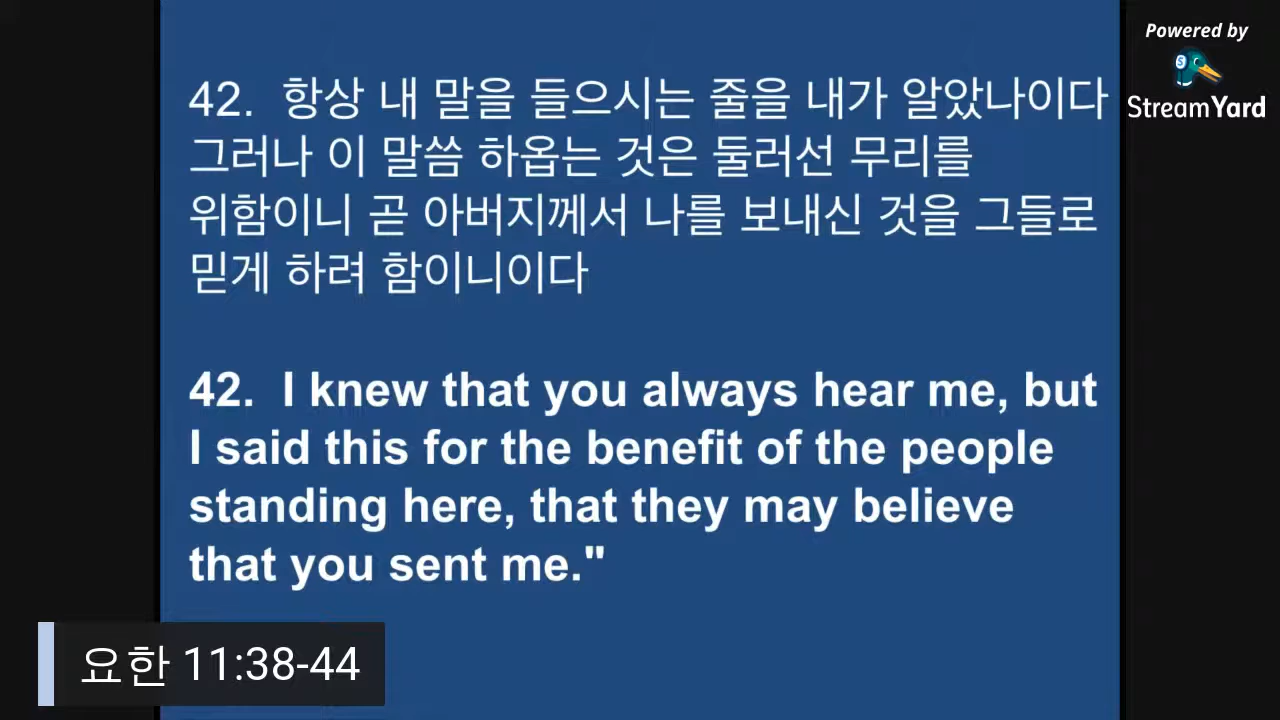 42. 항상 내 말을 들으시는 줄을 내가 알았나이다
그러나 이 말씀 하옵는 것은 둘러선 무리를
위함이니 곧 아버지께서 나를 보내신 것을 그들로
믿게 하려 함이니이다
42. I knew that you always hear me, but
I said this for the benefit of the people
standing here, that they may believe
that you sent me."
요한 11:38-44
Powered by
S
StreamYard